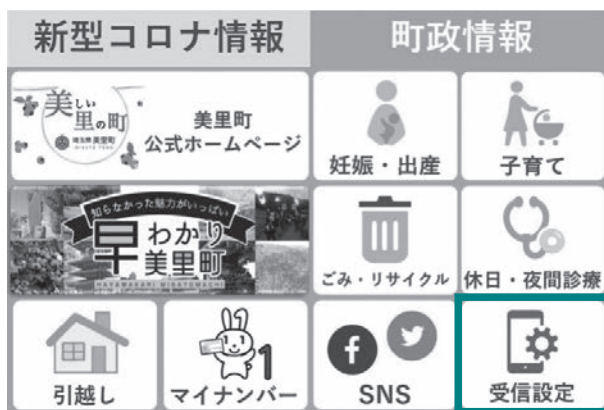 新型コロナ情報
町政情報
美しい
里の町
埼玉県美里町
美里町
公式ホームページ
妊娠・出産
子育て
知らなかった魅力がいっぱい
早わかり
美里町
HAYAWAKARI MISATOMACHI
ごみ・リサイクル
休日・夜間診療
引越し
1
マイナンバー
f
SNS
受信設定